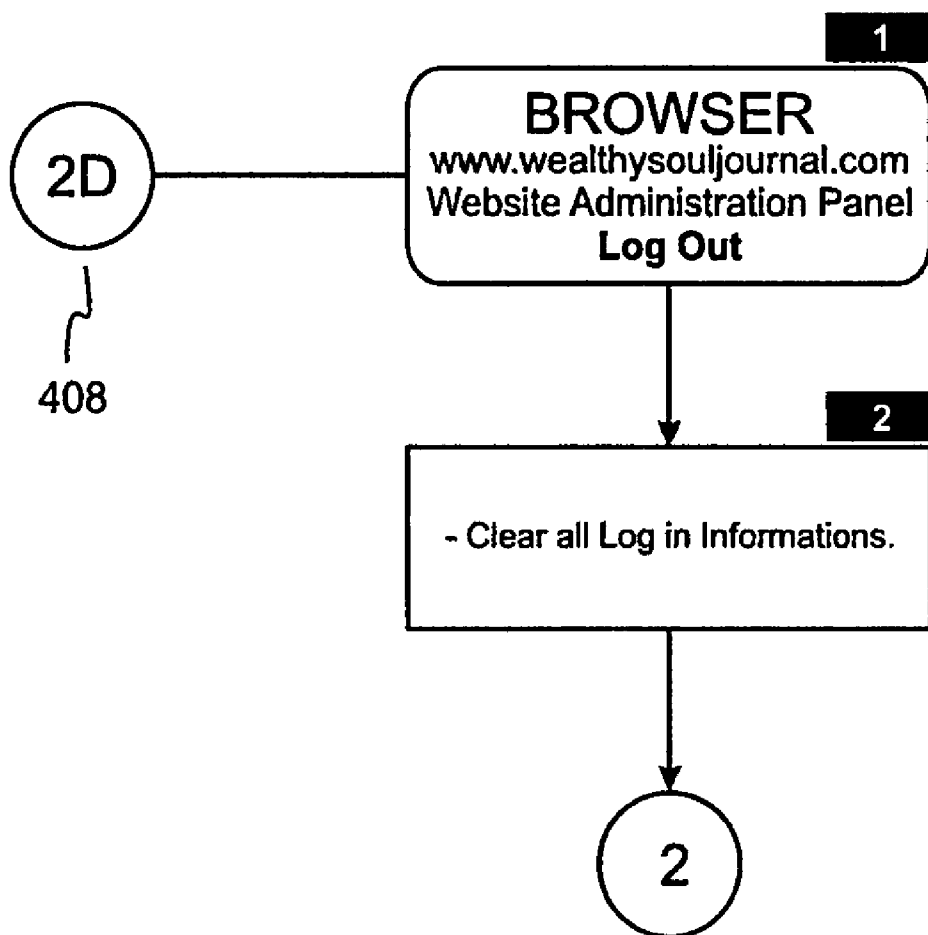 1
BROWSER
www.wealthysouljournal.com
Website Administration Panel
Log Out
2D
408
2
- Clear all Log in Informations.
2